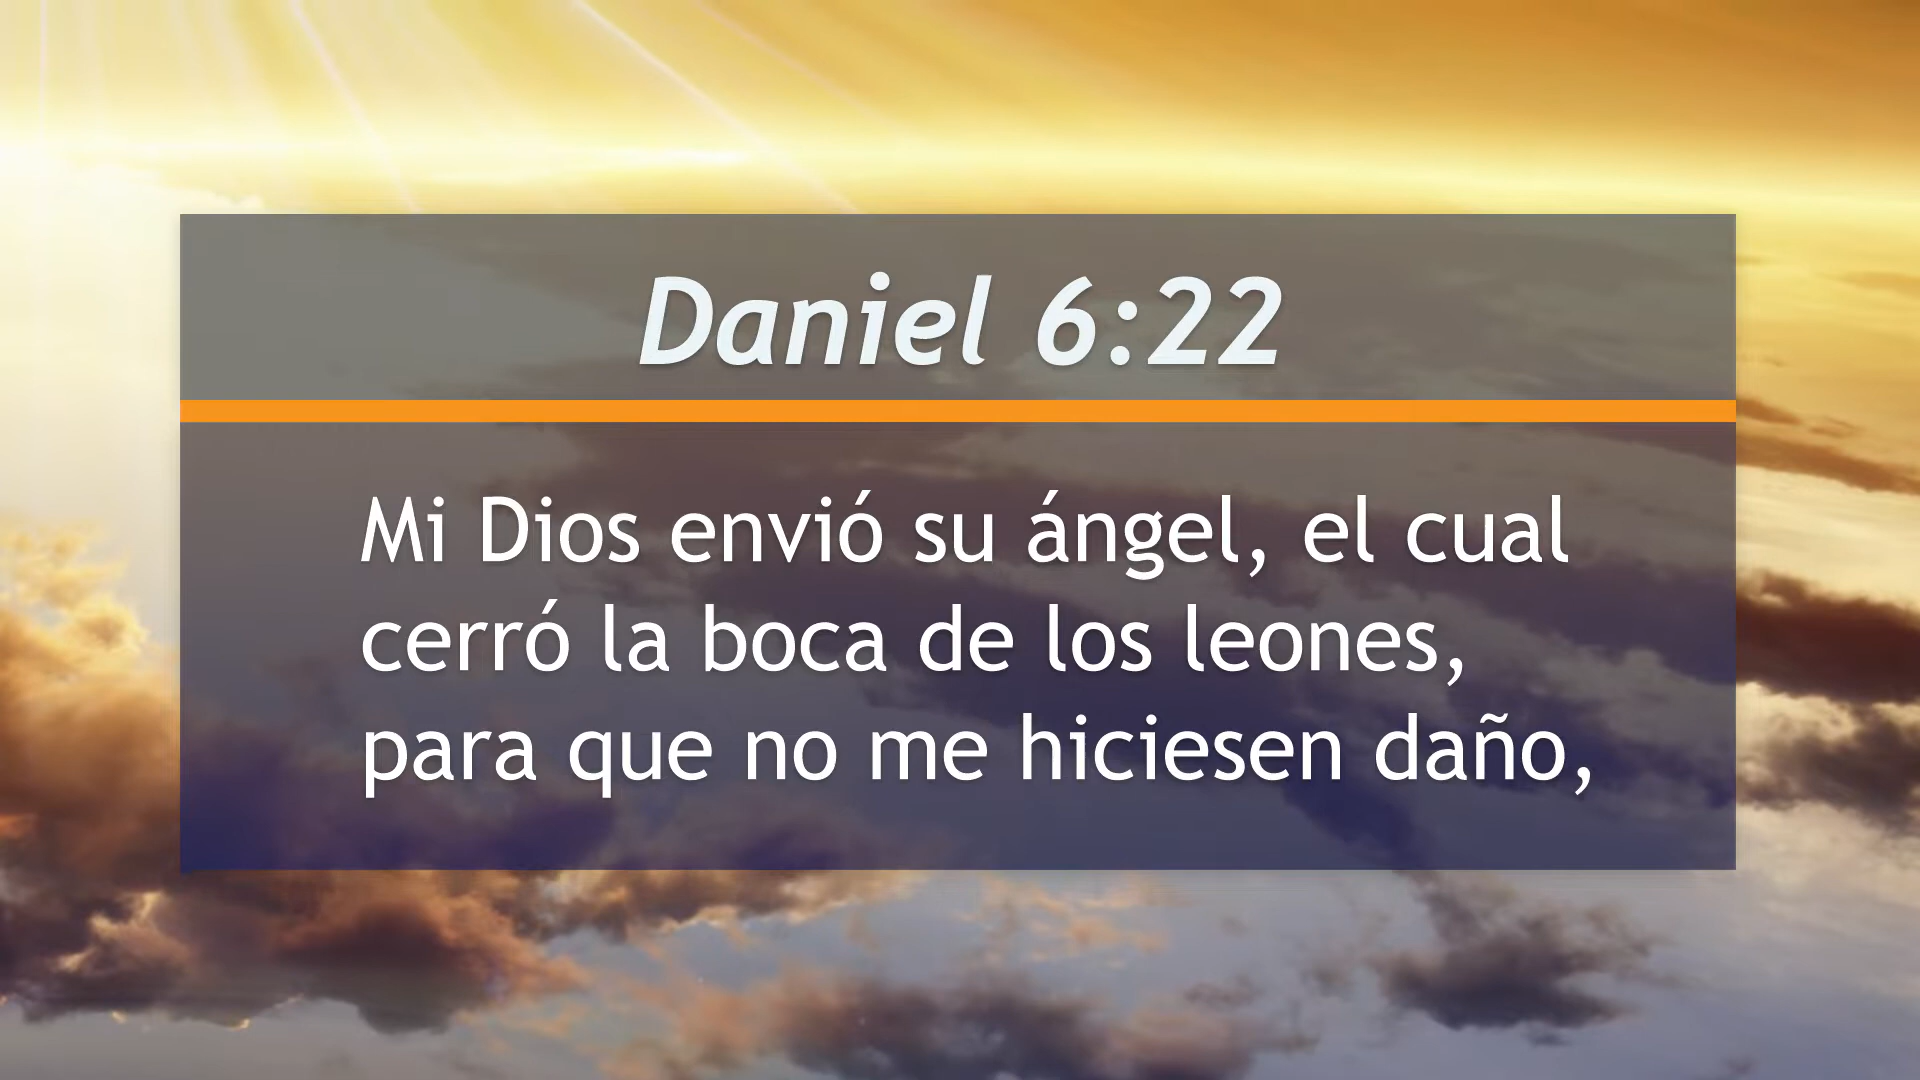 Daniel 6:22
Mi Dios envió su ángel, el cual
cerró la boca de los leones,
para que no me hiciesen daño,